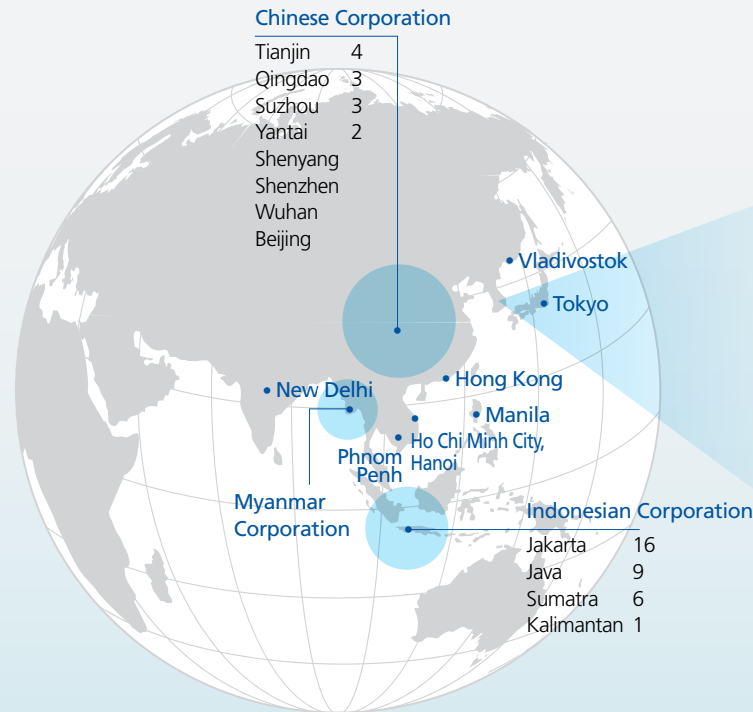 Chinese Corporation
Tianjin 4
Qingdao 3
Suzhou 3
Yantai 2
Shenyang
Shenzhen
Wuhan
Beijing
Vladivostok
Tokyo
Hong Kong
New Delhi
Manila
Ho Chi Minh City,
Hanoi
Phnom
Penh
Myanmar
Corporation
Indonesian Corporation
Jakarta 16
Java 9
Sumatra 6
Kalimantan 1